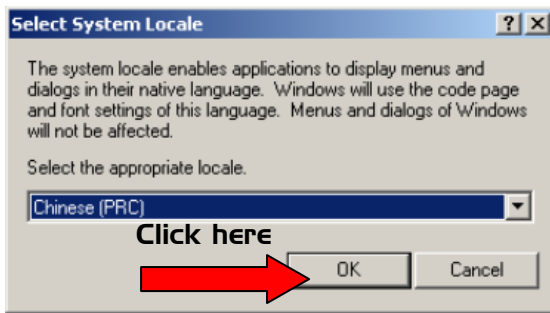 Select System Locale
The system locale enables applications to display menus and
dialogs in their native language. Windows will use the code page
and font settings of this language. Menus and dialogs of Windows
will not be affected.
Select the appropriate locale.
Chinese (PRC)
Click here
OK Cancel